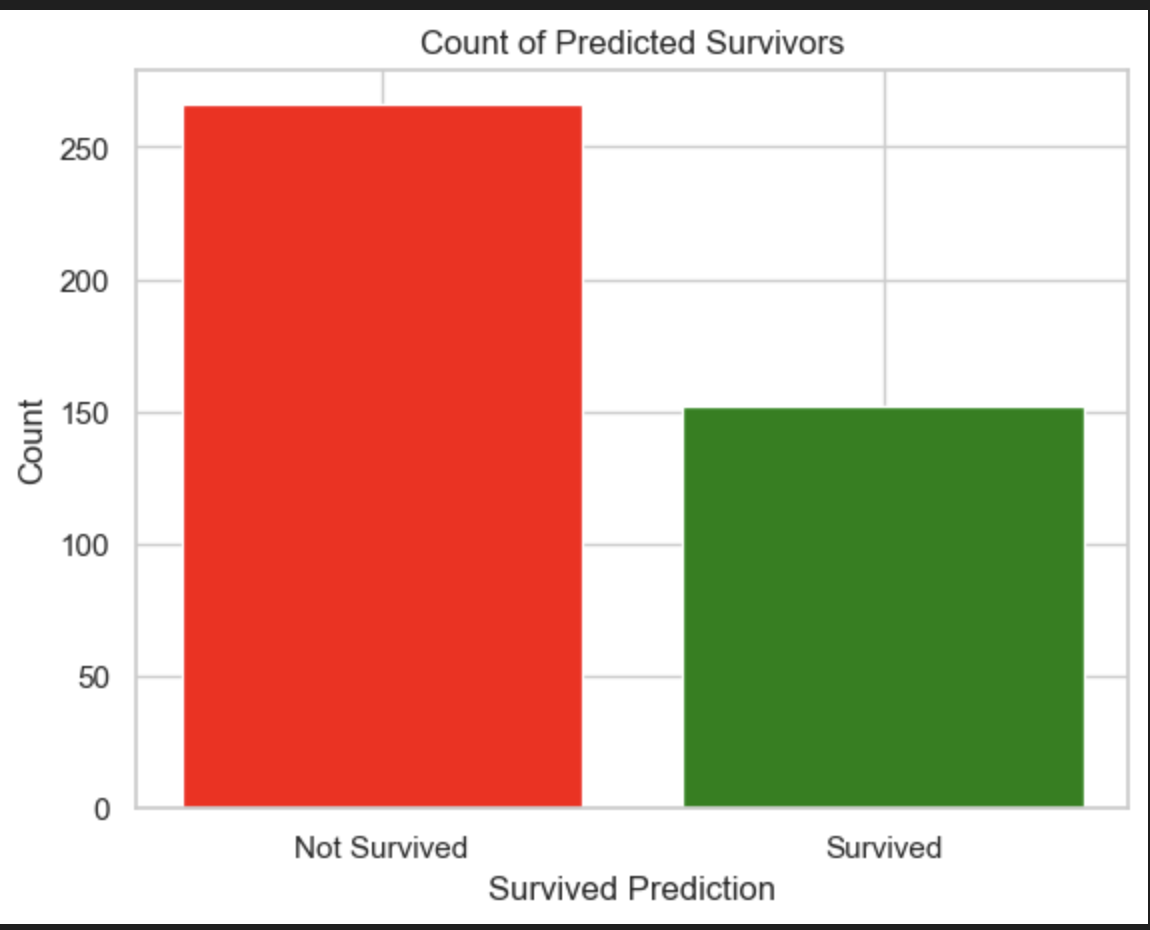 Count of Predicted Survivors
250
200
150
100
50
0
Count
Not Survived
Survived
Survived Prediction